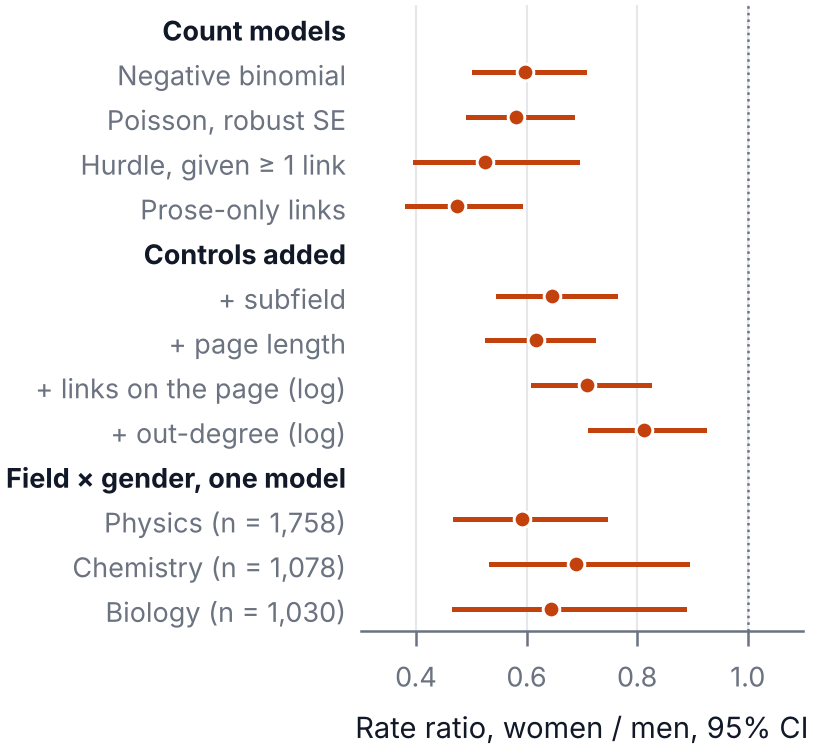 Count models
Negative binomial
Poisson, robust SE
Hurdle, given ≥ 1 link
Prose-only links
Controls added
+ subfield
+ page length
+ links on the page (log)
+ out-degree (log)
Field × gender, one model
Physics (n = 1,758)
Chemistry (n = 1,078)
Biology (n = 1,030)
0.4 0.6 0.8 1.0
Rate ratio, women / men, 95% CI